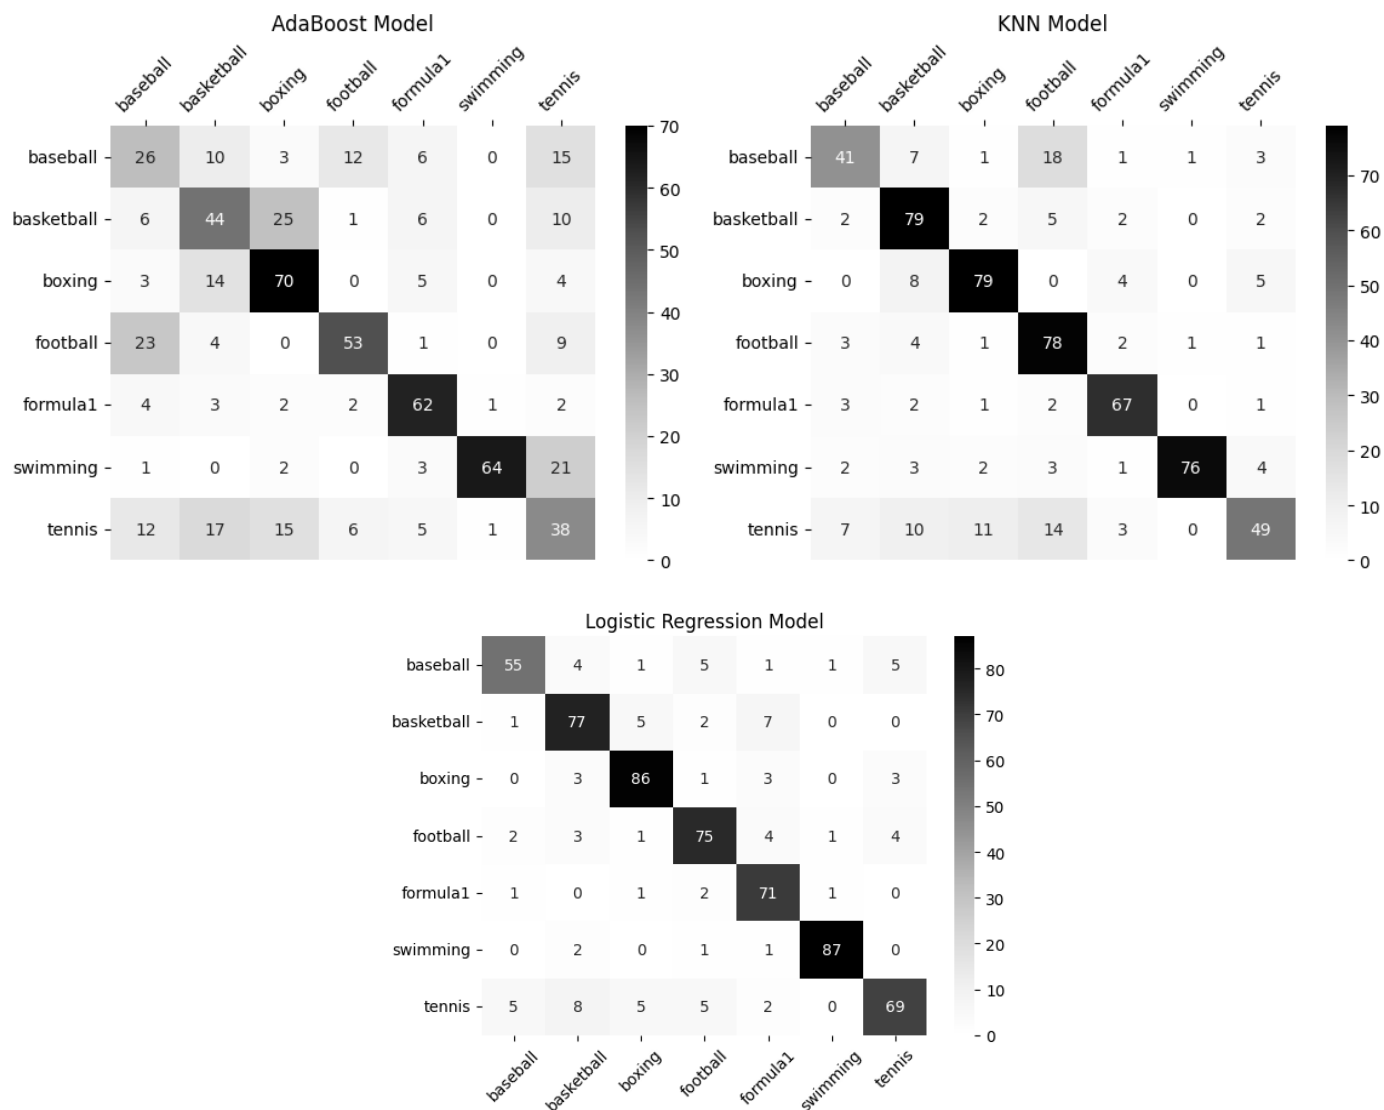 AdaBoost Model
baseball basketball boxing football formula1 swimming tennis
baseball 26 10 3 12 6 0 15
basketball 6 44 25 1 6 0 10
boxing 3 14 70 0 5 4
football 23 4 0 53 1 0 9
formula1 4 3 2 2 62 1 2
swimming 1 0 2 0 3 64 21
tennis 12 17 15 6 5 1 38
70
60
50
40
30
20
10
0
KNN Model
baseball basketball boxing football formula1 swimming tennis
baseball 41 7 1 18 1 1 3
basketball 2 79 2 5 2 0 2
boxing 0 8 79 0 4 0 5
football 3 4 1 78 2 1 1
formula1 3 2 1 2 67 0 1
swimming 2 3 2 3 1 76 4
tennis 7 10 11 14 3 0 49
70
60
50
40
30
20
10
0
Logistic Regression Model
baseball 55 4 1 5 1 1 5
basketball 1 77 5 2 7 0 0
boxing 0 3 86 1 3 0 3
football 2 3 1 75 4 1 4
formula1 1 0 1 2 71 1 0
swimming 0 2 0 1 1 87 0
tennis 5 8 5 5 2 0 69
baseball basketball boxing football formula1 swimming tennis
80
70
60
50
40
30
20
10
0